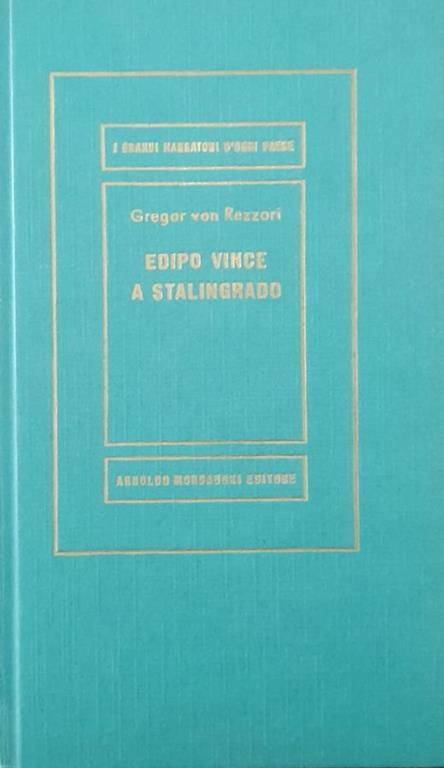 I GRANDI NARRATORI D'OGNI PAESE
Gregor von Rezzori
EDIPO VINCE
A STALINGRADO
ARNOLDO MONDADORI EDITORE